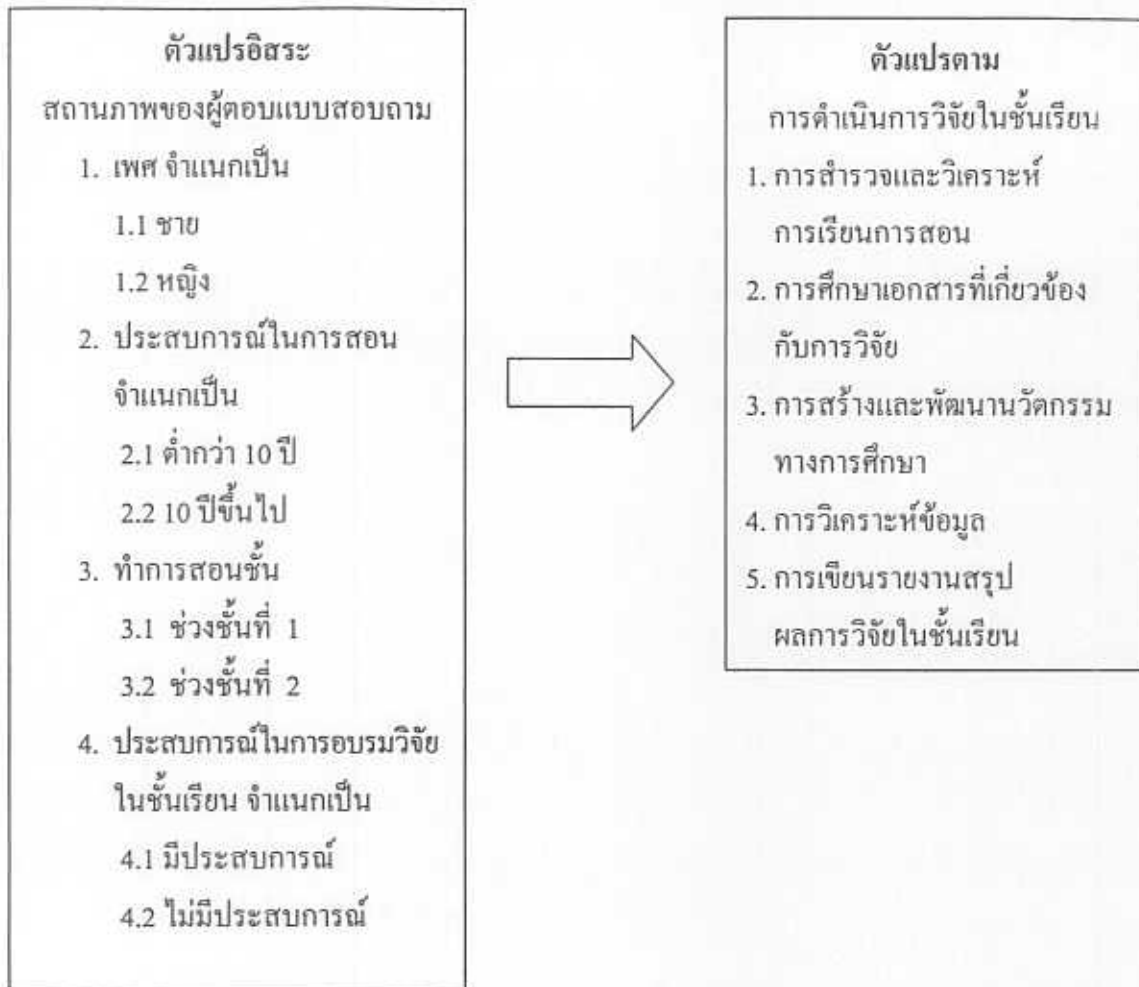 ตัวแปรอิสระ
สถานภาพของผู้ตอบแบบสอบถาม
1. เพศ จำแนกเป็น
1.1 ชาย
1.2 หญิง
2. ประสบการณ์ในการสอน
จำแนกเป็น
2.1 ต่ำกว่า 10 ปี
2.2 10 ปีขึ้นไป
3. ทำการสอนชั้น
3.1 ช่วงชั้นที่ 1
3.2 ช่วงชั้นที่ 2
4. ประสบการณ์ในการอบรมวิจัย
ในชั้นเรียน จำแนกเป็น
4.1 มีประสบการณ์
4.2 ไม่มีประสบการณ์
ตัวแปรตาม
การดำเนินการวิจัยในชั้นเรียน
1. การสำรวจและวิเคราะห์
การเรียนการสอน
2. การศึกษาเอกสารที่เกี่ยวข้อง
กับการวิจัย
3. การสร้างและพัฒนานวัตกรรม
ทางการศึกษา
4. การวิเคราะห์ข้อมูล
5. การเขียนรายงานสรุป
ผลการวิจัยในชั้นเรียน